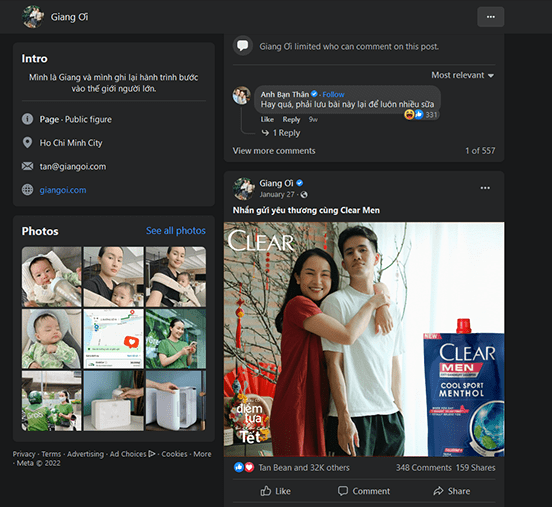 Giang Ơi
Intro
Mình là Giang và mình ghi lại hành trình bước
vào thế giới người lớn.
Page · Public figure
Ho Chi Minh City
tan@giangoi.com
giangoi.com
Photos
See all photos
Grab
Privacy · Terms · Advertising · Ad Choices · Cookies · More
· Meta © 2022
Giang Ơi limited who can comment on this post.
Most relevant
Anh Bạn Thân · Follow
Hay quá, phải lưu bài này lại để luôn nhiều sữa
331
Like Reply 9w
1 Reply
View more comments
1 of 557
Giang Ơi
January 27 ·
Nhắn gửi yêu thương cùng Clear Men
CLEAR
điểm tựa
Tết
NEW
CLEAR
MEN
COOL SPORT
MENTHOL
Tan Bean and 32K others
348 Comments 159 Shares
Like
Comment
Share